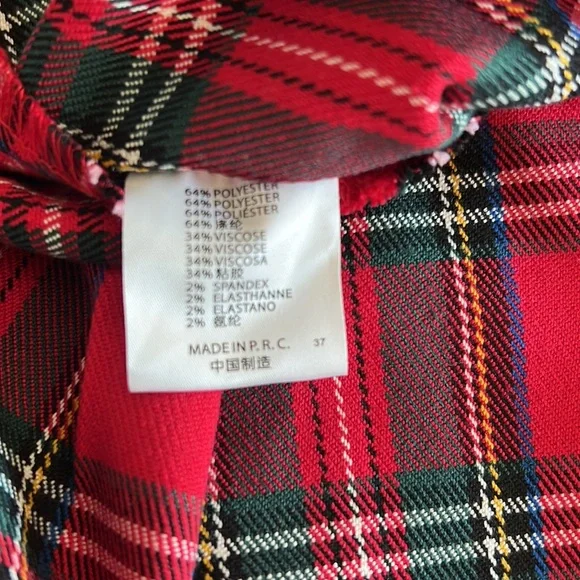 64% POLYESTER
64% POLYESTER
64% POLIÉSTER
64% 涤纶
34% VISCOSE
34% VISCOSE
34% VISCOSA
34% 粘胶
2% SPANDEX
2% ELASTHANNE
2% ELASTANO
2% 氨纶
MADE IN P. R. C. 37
中国制造